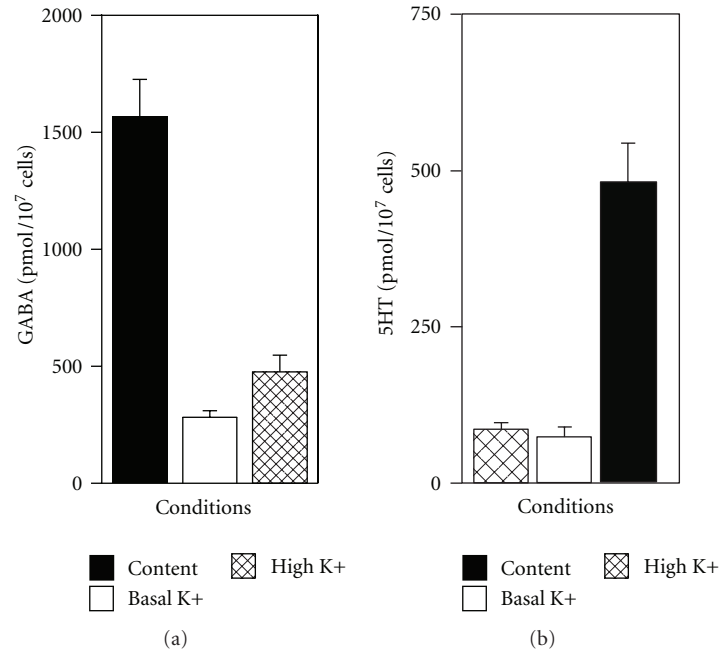 2000
1500
1000
500
0
GABA (pmol/10⁷ cells)
Conditions
Content
High K+
Basal K+
(a)
750
500
250
0
5HT (pmol/10⁷ cells)
Conditions
Content
High K+
Basal K+
(b)